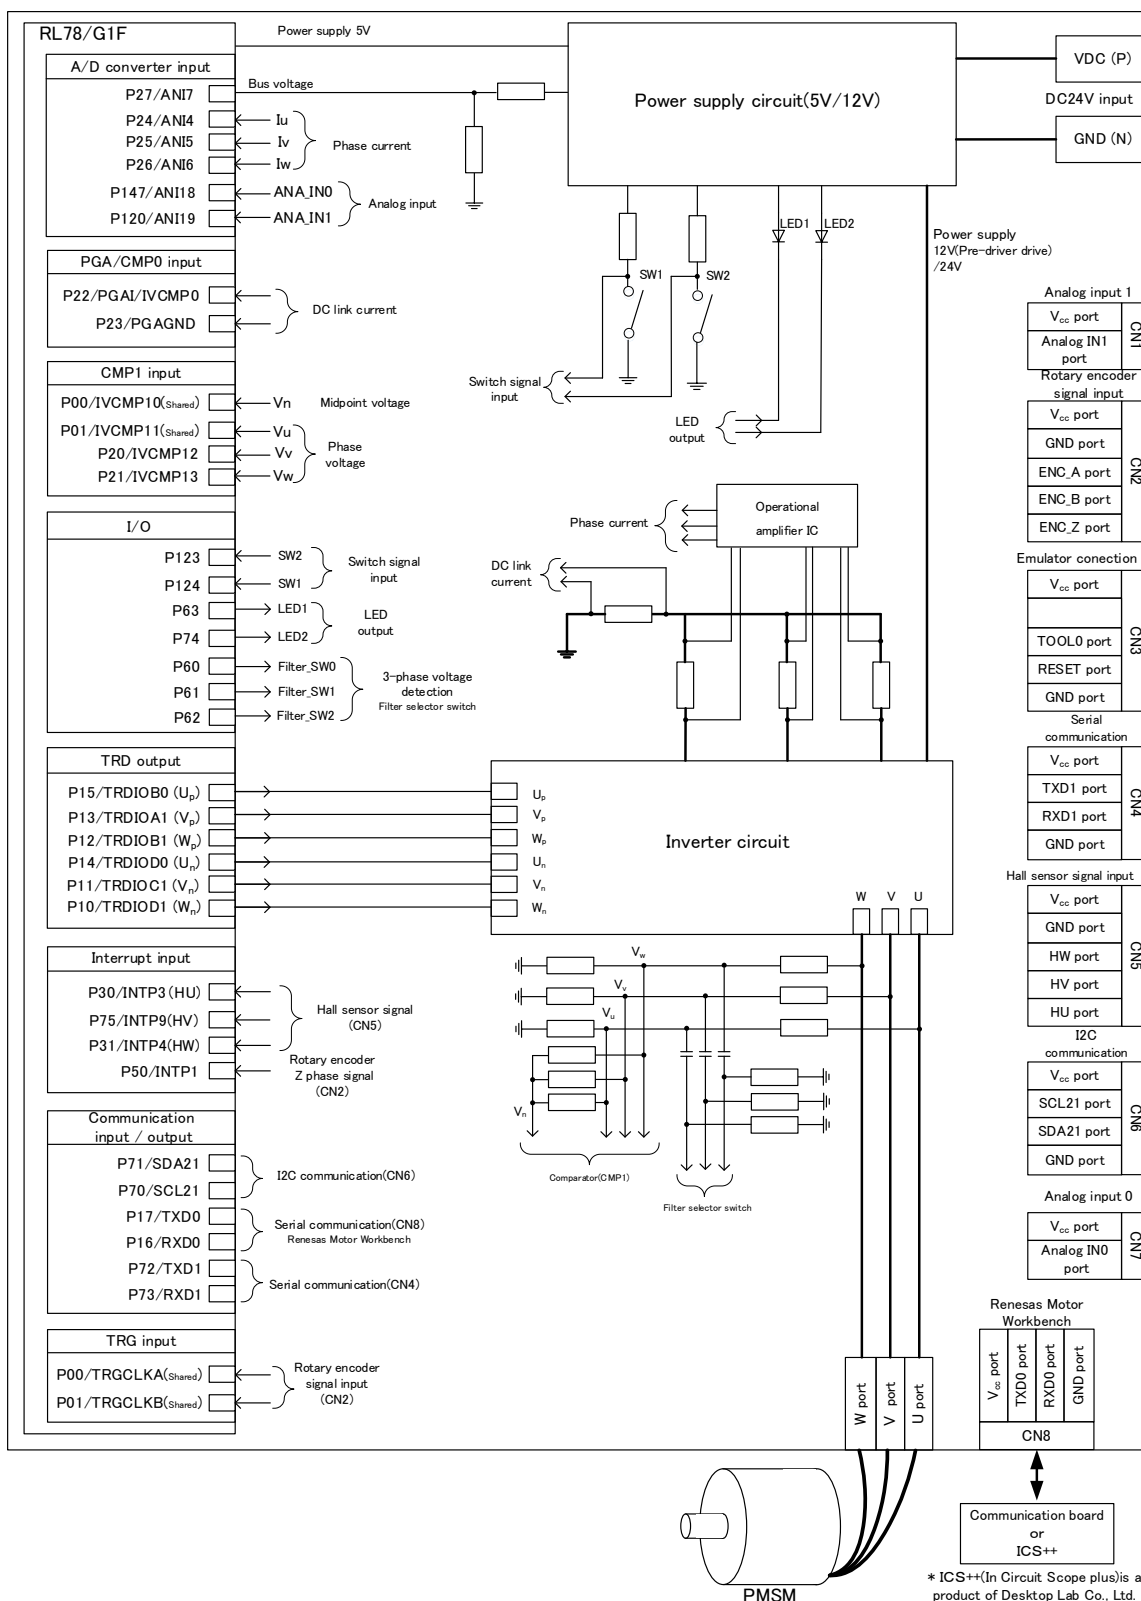 RL78/G1F
Power supply 5V
A/D converter input
P27/ANI7
Bus voltage
P24/ANI4
Iu
P25/ANI5
Iv
P26/ANI6
Iw
Phase current
P147/ANI18
ANA_IN0
P120/ANI19
ANA_IN1
Analog input
PGA/CMP0 input
P22/PGAI/IVCMP0
P23/PGAGND
DC link current
CMP1 input
P00/IVCMP10(Shared)
Vn
Midpoint voltage
P01/IVCMP11(Shared)
Vu
P20/IVCMP12
Vv
P21/IVCMP13
Vw
Phase
voltage
I/O
P123
SW2
P124
SW1
Switch signal
input
P63
LED1
P74
LED2
LED
output
P60
Filter_SW0
P61
Filter_SW1
P62
Filter_SW2
3-phase voltage
detection
Filter selector switch
TRD output
P15/TRDIOB0 (Up)
P13/TRDIOA1 (Vp)
P12/TRDIOB1 (Wp)
P14/TRDIOD0 (Un)
P11/TRDIOC1 (Vn)
P10/TRDIOD1 (Wn)
Interrupt input
P30/INTP3 (HU)
P75/INTP9(HV)
P31/INTP4(HW)
Hall sensor signal
(CN5)
P50/INTP1
Rotary encoder
Z phase signal
(CN2)
Communication
input / output
P71/SDA21
P70/SCL21
I2C communication(CN6)
P17/TXD0
P16/RXD0
Serial communication(CN8)
Renesas Motor Workbench
P72/TXD1
P73/RXD1
Serial communication(CN4)
TRG input
P00/TRGCLKA(Shared)
P01/TRGCLKB(Shared)
Rotary encoder
signal input
(CN2)
Power supply circuit(5V/12V)
VDC (P)
DC24V input
GND (N)
SW1
SW2
LED1
LED2
Power supply
12V(Pre-driver drive)
/24V
Switch signal
input
LED
output
Operational
amplifier IC
Phase current
DC link
current
Inverter circuit
Up
Vp
Wp
Un
Vn
Wn
W
V
U
Vw
Vv
Vu
Vn
Comparator(CMP1)
Filter selector switch
W port
V port
U port
PMSM
Analog input 1
Vcc port
Analog IN1
port
CN1
Rotary encoder
signal input
Vcc port
GND port
ENC_A port
ENC_B port
ENC_Z port
CN2
Emulator conection
Vcc port
TOOL0 port
RESET port
GND port
CN3
Serial
communication
Vcc port
TXD1 port
RXD1 port
GND port
CN4
Hall sensor signal input
Vcc port
GND port
HW port
HV port
HU port
CN5
I2C
communication
Vcc port
SCL21 port
SDA21 port
GND port
CN6
Analog input 0
Vcc port
Analog IN0
port
CN7
Renesas Motor
Workbench
Vcc port
TXD0 port
RXD0 port
GND port
CN8
Communication board
or
ICS++
* ICS++(In Circuit Scope plus)is a
product of Desktop Lab Co., Ltd.